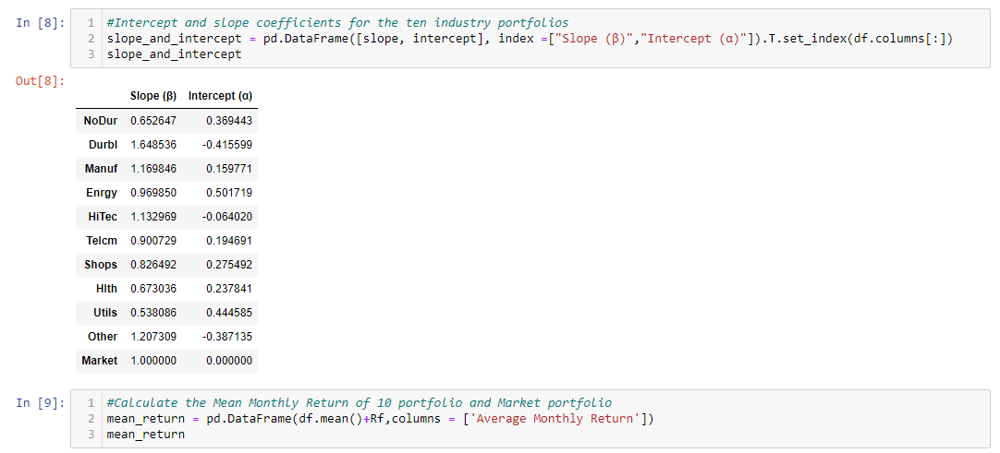 In [8]:
1 #Intercept and slope coefficients for the ten industry portfolios
2 slope_and_intercept = pd.DataFrame([slope, intercept], index =["Slope (β)","Intercept (α)"]).T.set_index(df.columns[:])
3 slope_and_intercept
Out[8]:
Slope (β) Intercept (α)
NoDur 0.652647 0.369443
Durbl 1.648536 -0.415599
Manuf 1.169846 0.159771
Enrgy 0.969850 0.501719
HiTec 1.132969 -0.064020
Telcm 0.900729 0.194691
Shops 0.826492 0.275492
Hlth 0.673036 0.237841
Utils 0.538086 0.444585
Other 1.207309 -0.387135
Market 1.000000 0.000000
In [9]:
1 #Calculate the Mean Monthly Return of 10 portfolio and Market portfolio
2 mean_return = pd.DataFrame(df.mean()+Rf,columns = ['Average Monthly Return'])
3 mean_return